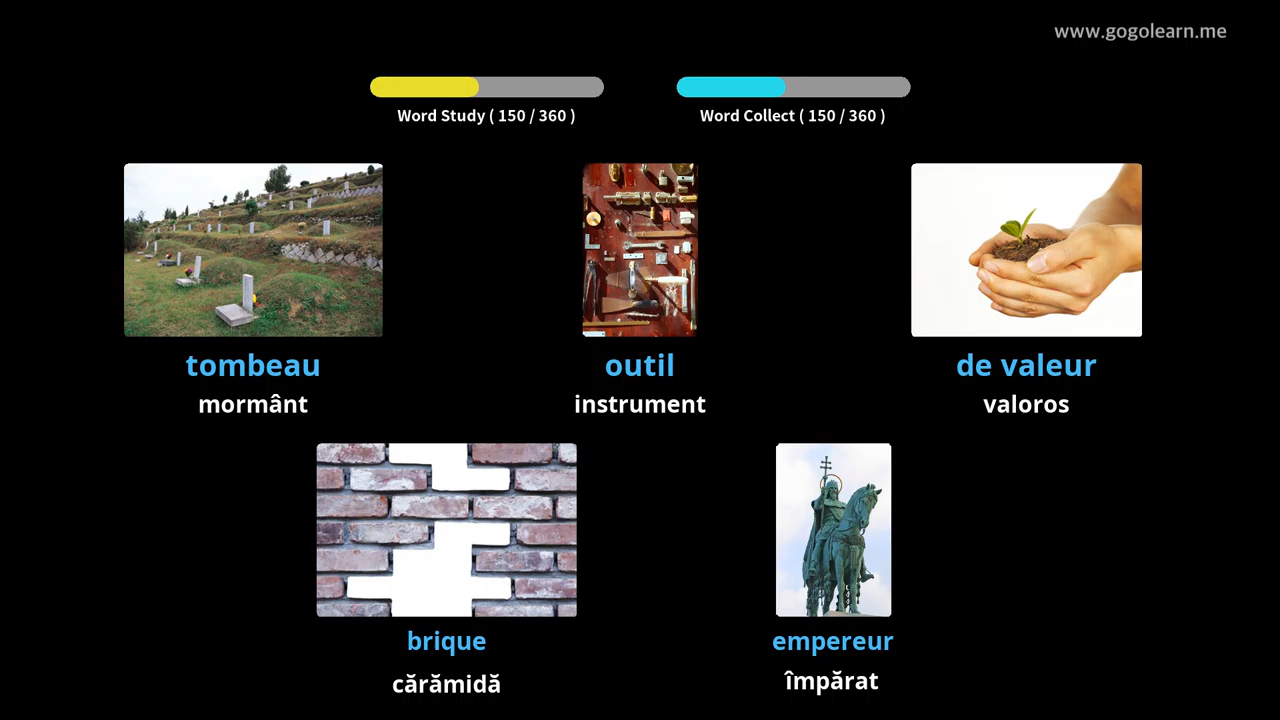 www.gogolearn.me
Word Study ( 150 / 360 )
Word Collect ( 150 / 360 )
tombeau
mormânt
outil
instrument
de valeur
valoros
brique
cărămidă
empereur
împărat